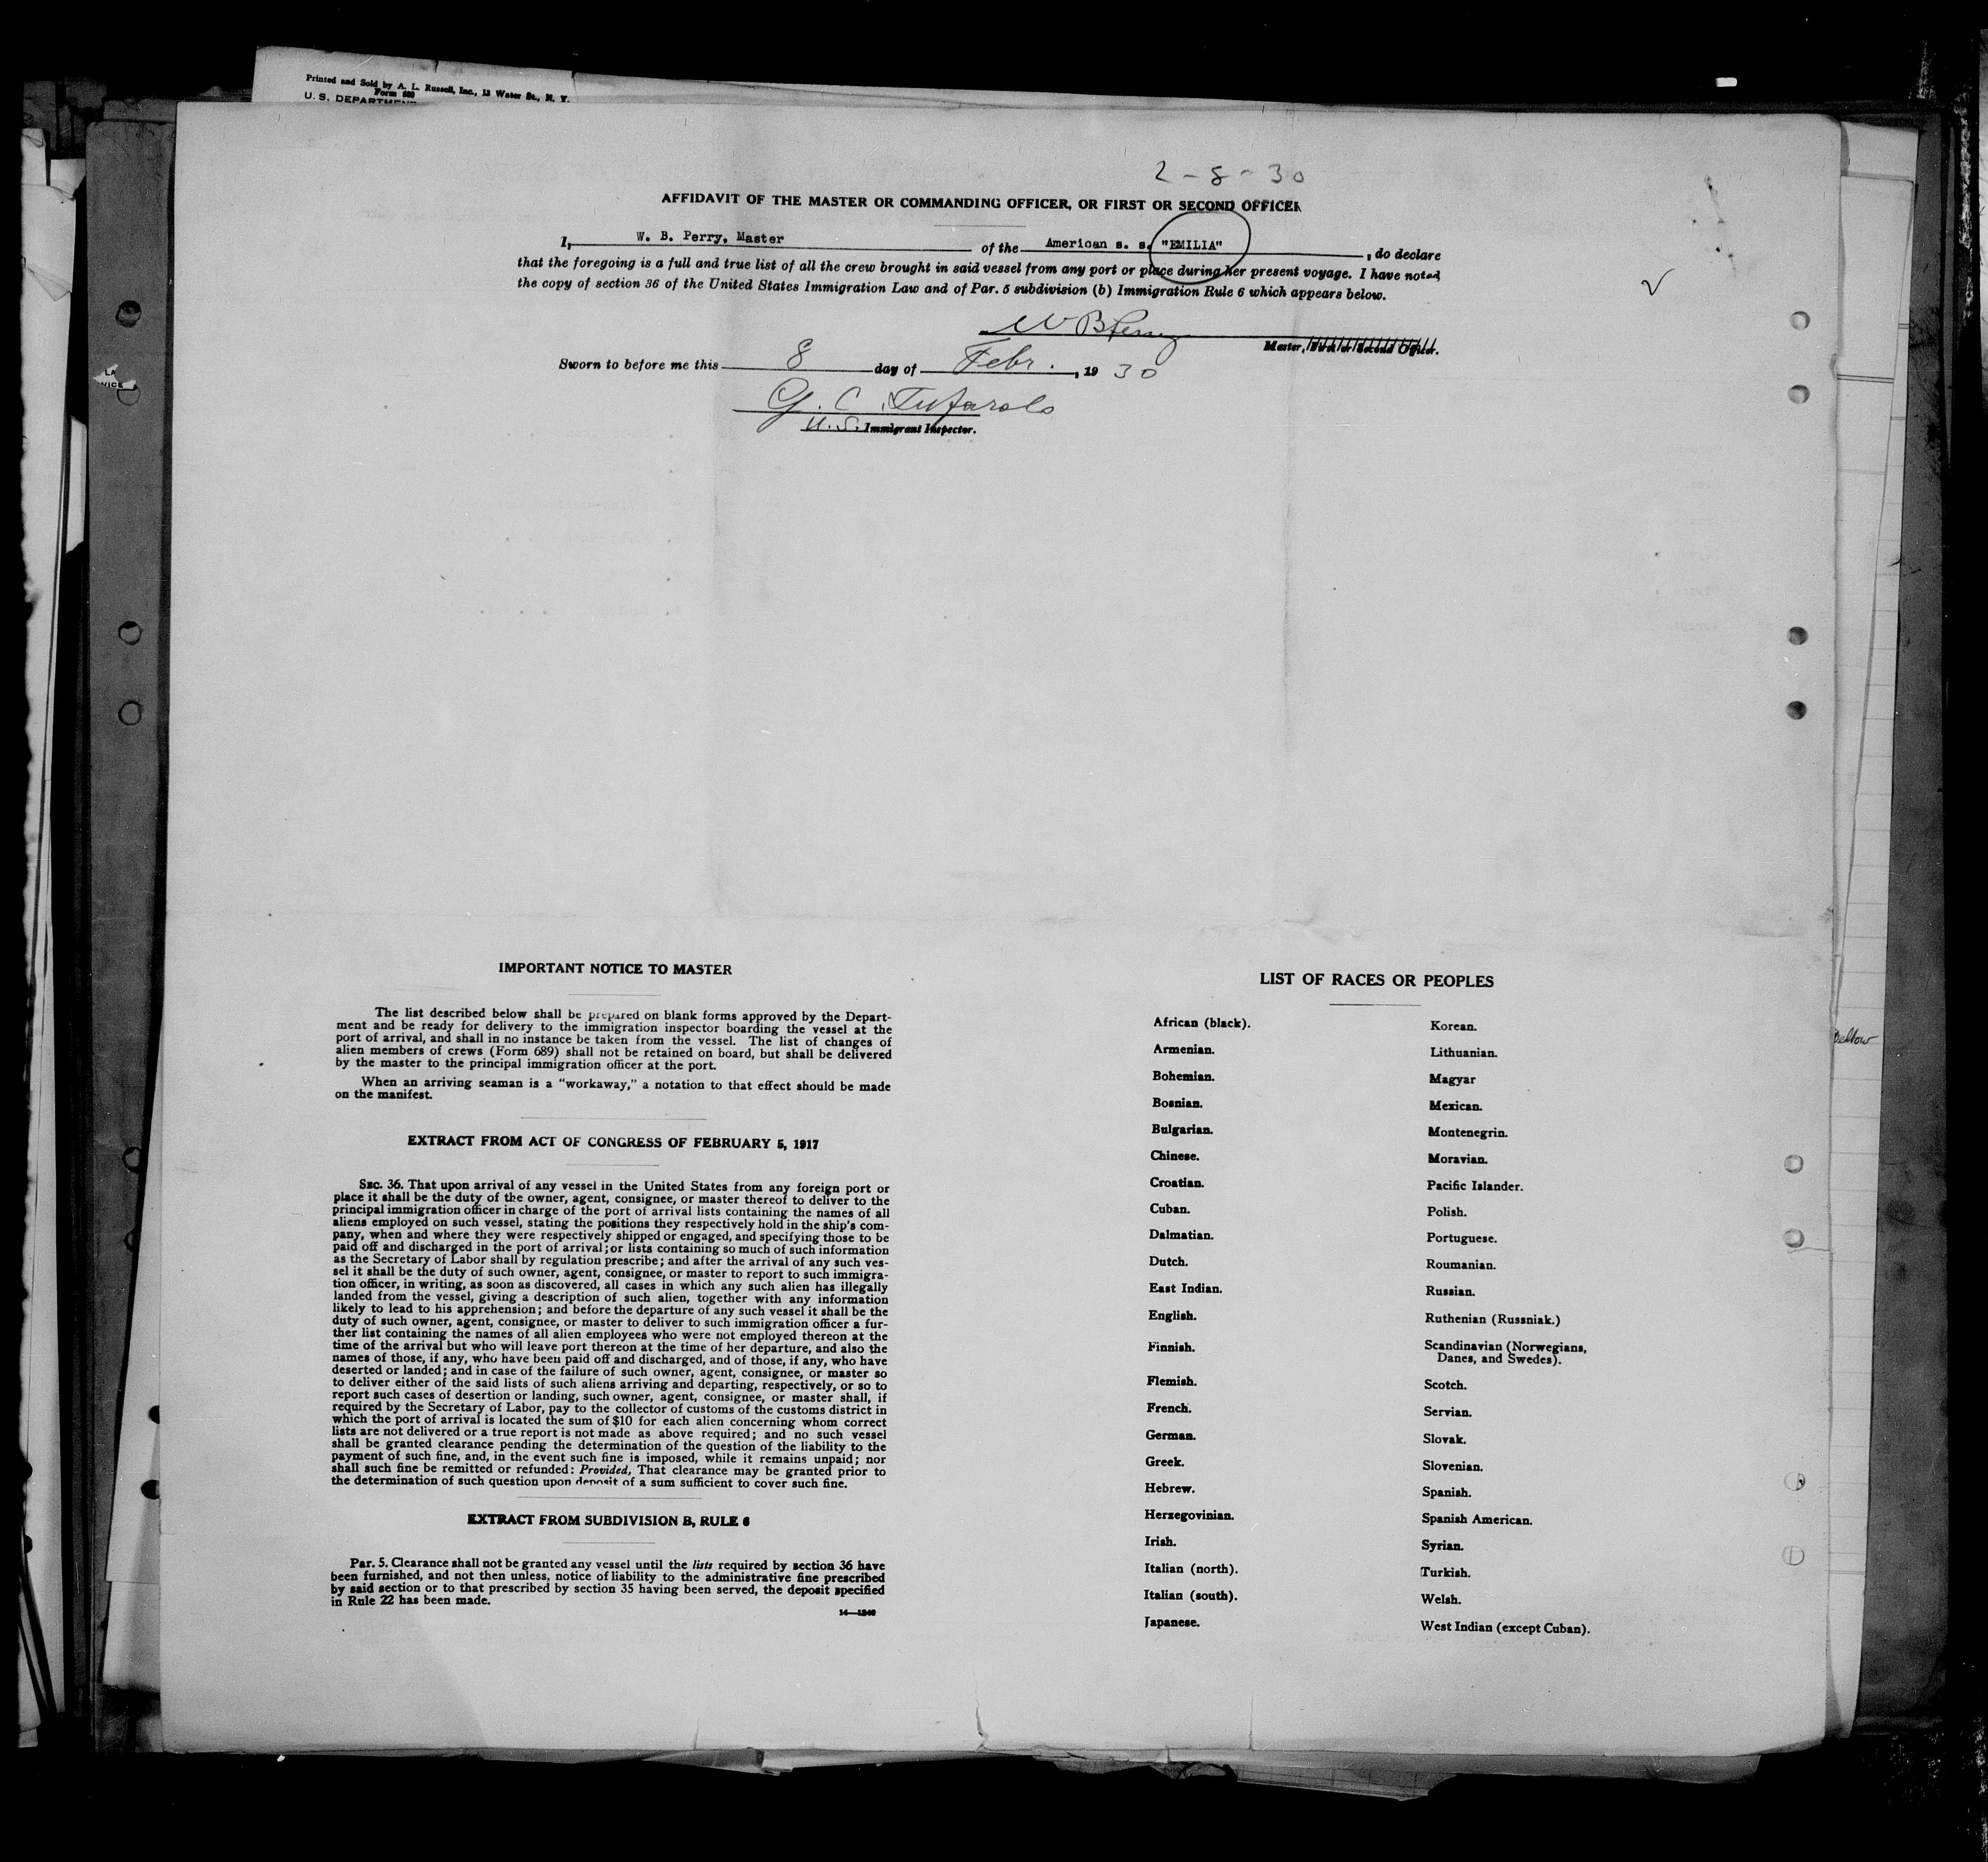 Printed and Sold by A. L. Russell, Inc., 13 Water St., N. Y.
Form 680
U. S. DEPARTMENT
2 - 8 - 30
AFFIDAVIT OF THE MASTER OR COMMANDING OFFICER, OR FIRST OR SECOND OFFICER
I, W. B. Perry, Master of the American s. s. "EMILIA" , do declare
that the foregoing is a full and true list of all the crew brought in said vessel from any port or place during her present voyage. I have noted
the copy of section 36 of the United States Immigration Law and of Par. 5 subdivision (b) Immigration Rule 6 which appears below.
W B Perry
Master, First or Second Officer.
Sworn to before me this 8 day of Febr. , 19 30
G. C. Tufarolo
U. S. Immigrant Inspector.
IMPORTANT NOTICE TO MASTER
The list described below shall be prepared on blank forms approved by the Depart-
ment and be ready for delivery to the immigration inspector boarding the vessel at the
port of arrival, and shall in no instance be taken from the vessel. The list of changes of
alien members of crews (Form 689) shall not be retained on board, but shall be delivered
by the master to the principal immigration officer at the port.
When an arriving seaman is a "workaway," a notation to that effect should be made
on the manifest.
EXTRACT FROM ACT OF CONGRESS OF FEBRUARY 5, 1917
SEC. 36. That upon arrival of any vessel in the United States from any foreign port or
place it shall be the duty of the owner, agent, consignee, or master thereof to deliver to the
principal immigration officer in charge of the port of arrival lists containing the names of all
aliens employed on such vessel, stating the positions they respectively hold in the ship's com-
pany, when and where they were respectively shipped or engaged, and specifying those to be
paid off and discharged in the port of arrival; or lists containing so much of such information
as the Secretary of Labor shall by regulation prescribe; and after the arrival of any such ves-
sel it shall be the duty of such owner, agent, consignee, or master to report to such immigra-
tion officer, in writing, as soon as discovered, all cases in which any such alien has illegally
landed from the vessel, giving a description of such alien, together with any information
likely to lead to his apprehension; and before the departure of any such vessel it shall be the
duty of such owner, agent, consignee, or master to deliver to such immigration officer a fur-
ther list containing the names of all alien employees who were not employed thereon at the
time of the arrival but who will leave port thereon at the time of her departure, and also the
names of those, if any, who have been paid off and discharged, and of those, if any, who have
deserted or landed; and in case of the failure of such owner, agent, consignee, or master so
to deliver either of the said lists of such aliens arriving and departing, respectively, or so to
report such cases of desertion or landing, such owner, agent, consignee, or master shall, if
required by the Secretary of Labor, pay to the collector of customs of the customs district in
which the port of arrival is located the sum of $10 for each alien concerning whom correct
lists are not delivered or a true report is not made as above required; and no such vessel
shall be granted clearance pending the determination of the question of the liability to the
payment of such fine, and, in the event such fine is imposed, while it remains unpaid; nor
shall such fine be remitted or refunded: Provided, That clearance may be granted prior to
the determination of such question upon deposit of a sum sufficient to cover such fine.
EXTRACT FROM SUBDIVISION B, RULE 6
Par. 5. Clearance shall not be granted any vessel until the lists required by section 36 have
been furnished, and not then unless, notice of liability to the administrative fine prescribed
by said section or to that prescribed by section 35 having been served, the deposit specified
in Rule 22 has been made.
14—1240
LIST OF RACES OR PEOPLES
African (black).
Armenian.
Bohemian.
Bosnian.
Bulgarian.
Chinese.
Croatian.
Cuban.
Dalmatian.
Dutch.
East Indian.
English.
Finnish.
Flemish.
French.
German.
Greek.
Hebrew.
Herzegovinian.
Irish.
Italian (north).
Italian (south).
Japanese.
Korean.
Lithuanian.
Magyar
Mexican.
Montenegrin.
Moravian.
Pacific Islander.
Polish.
Portuguese.
Roumanian.
Russian.
Ruthenian (Russniak.)
Scandinavian (Norwegians,
Danes, and Swedes).
Scotch.
Servian.
Slovak.
Slovenian.
Spanish.
Spanish American.
Syrian.
Turkish.
Welsh.
West Indian (except Cuban).